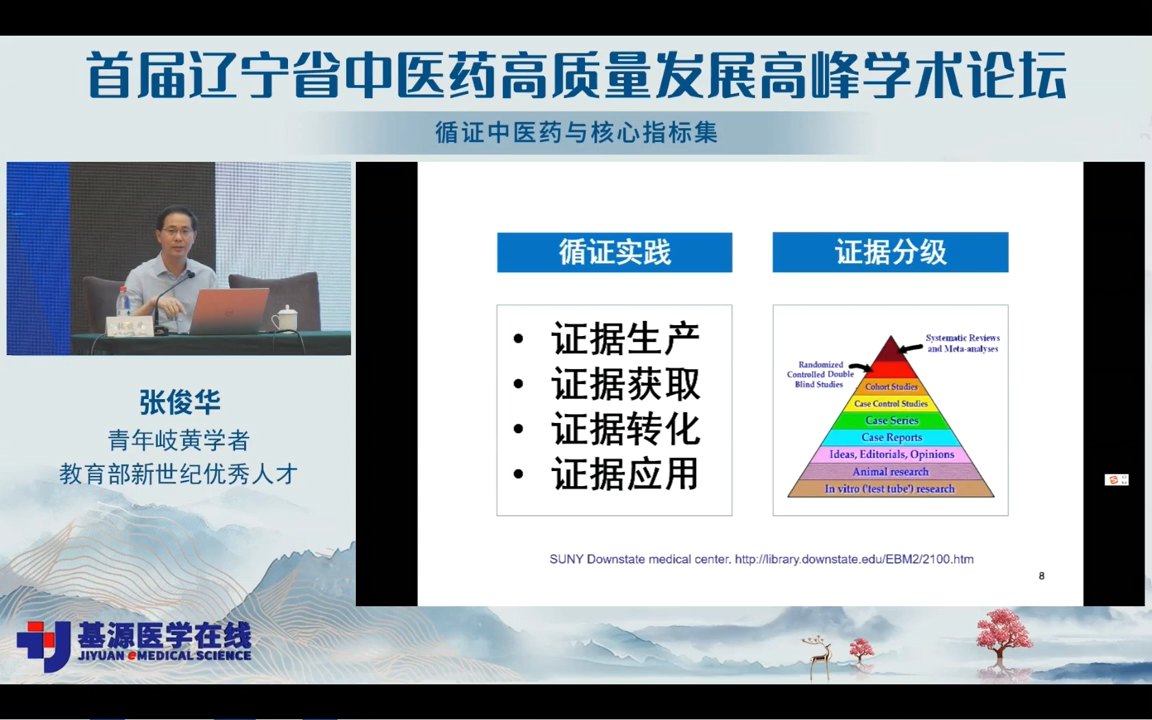 首届辽宁省中医药高质量发展高峰学术论坛
循证中医药与核心指标集
张俊华
青年岐黄学者
教育部新世纪优秀人才
循证实践
• 证据生产
• 证据获取
• 证据转化
• 证据应用
证据分级
Systematic Reviews
and Meta-analyses
Randomized
Controlled Double
Blind Studies
Cohort Studies
Case Control Studies
Case Series
Case Reports
Ideas, Editorials, Opinions
Animal research
In vitro ('test tube') research
SUNY Downstate medical center. http://library.downstate.edu/EBM2/2100.htm
8
基源医学在线
JIYUAN eMEDICAL SCIENCE